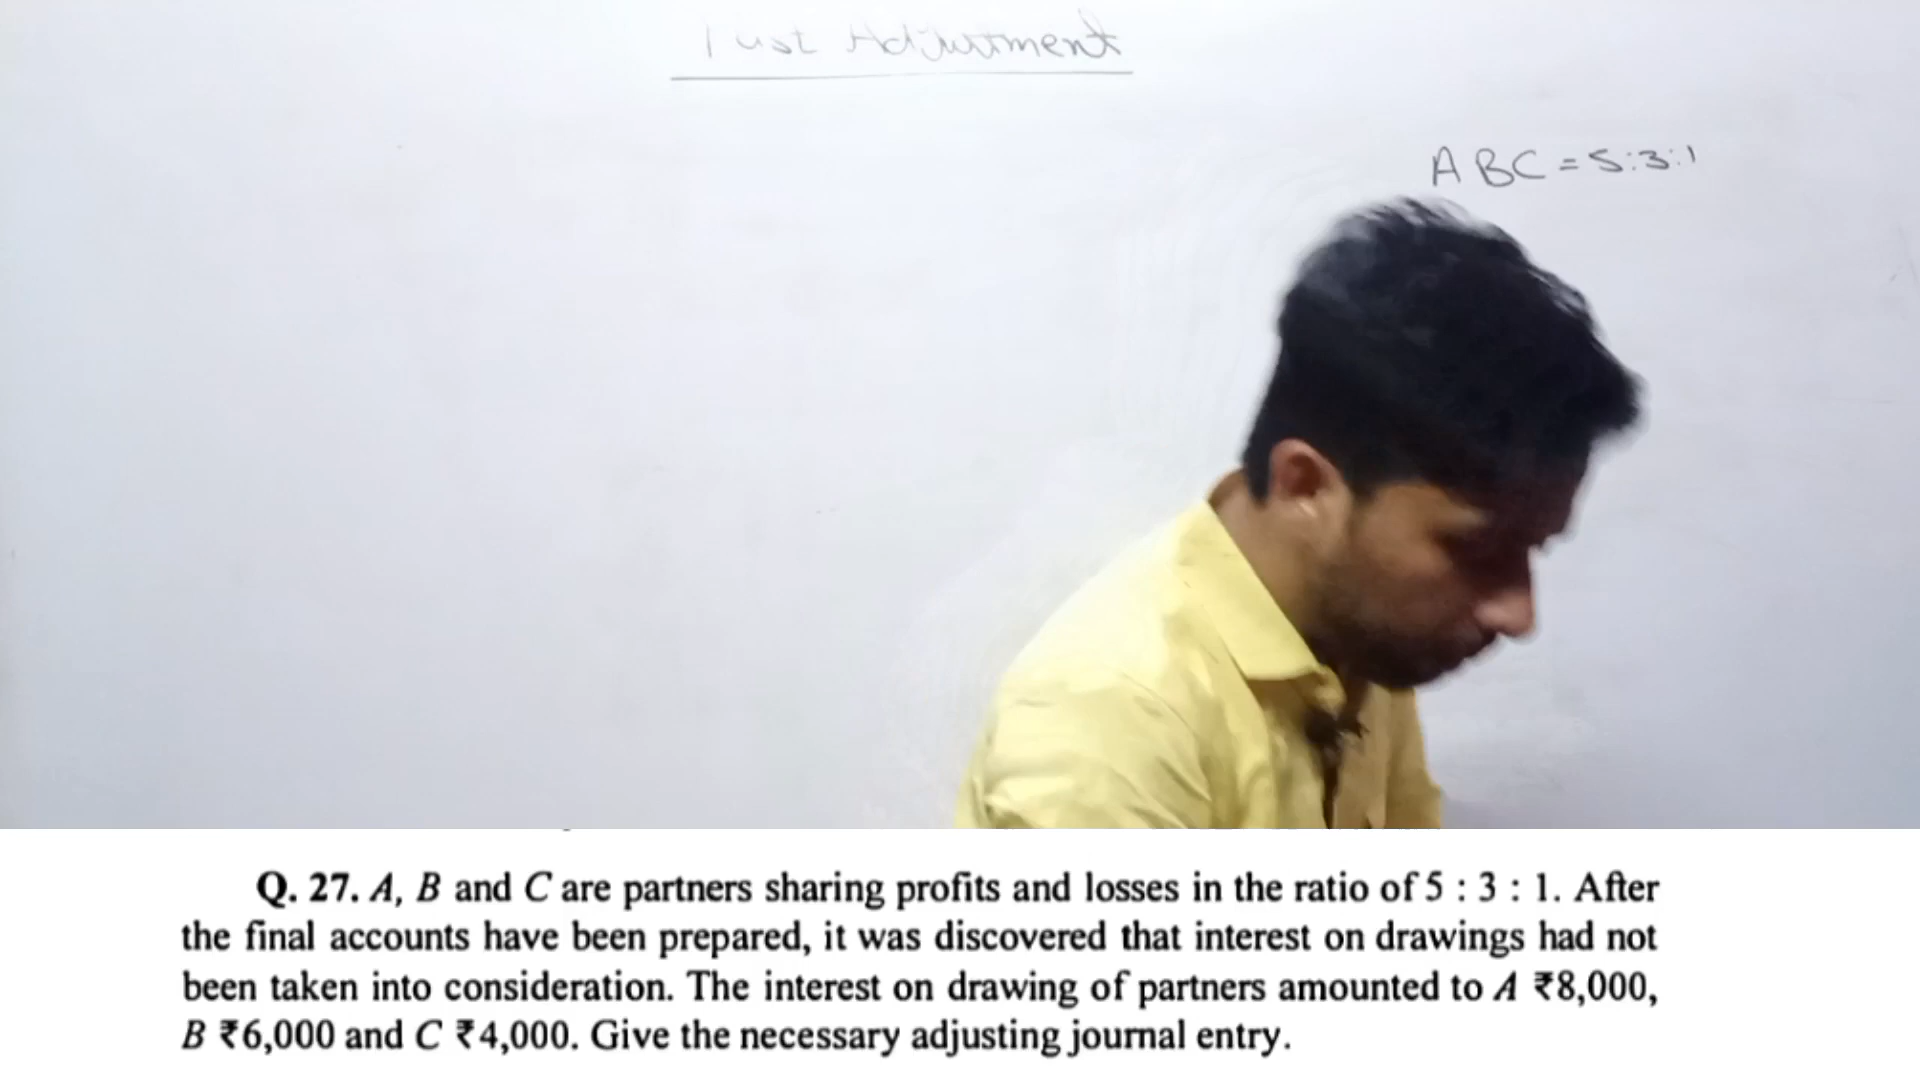 Past Adjustment
A B C = 5:3:1
Q. 27. A, B and C are partners sharing profits and losses in the ratio of 5 : 3 : 1. After
the final accounts have been prepared, it was discovered that interest on drawings had not
been taken into consideration. The interest on drawing of partners amounted to A ₹8,000,
B ₹6,000 and C ₹4,000. Give the necessary adjusting journal entry.